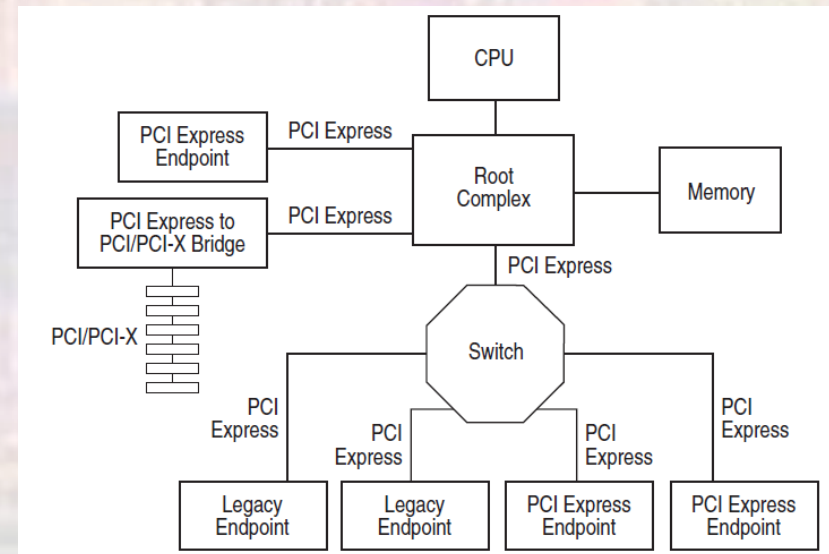 CPU
PCI Express
Endpoint
PCI Express
Root
Complex
Memory
PCI Express to
PCI/PCI-X Bridge
PCI Express
PCI Express
PCI/PCI-X
Switch
PCI
Express
PCI
Express
PCI
Express
PCI
Express
Legacy
Endpoint
Legacy
Endpoint
PCI Express
Endpoint
PCI Express
Endpoint